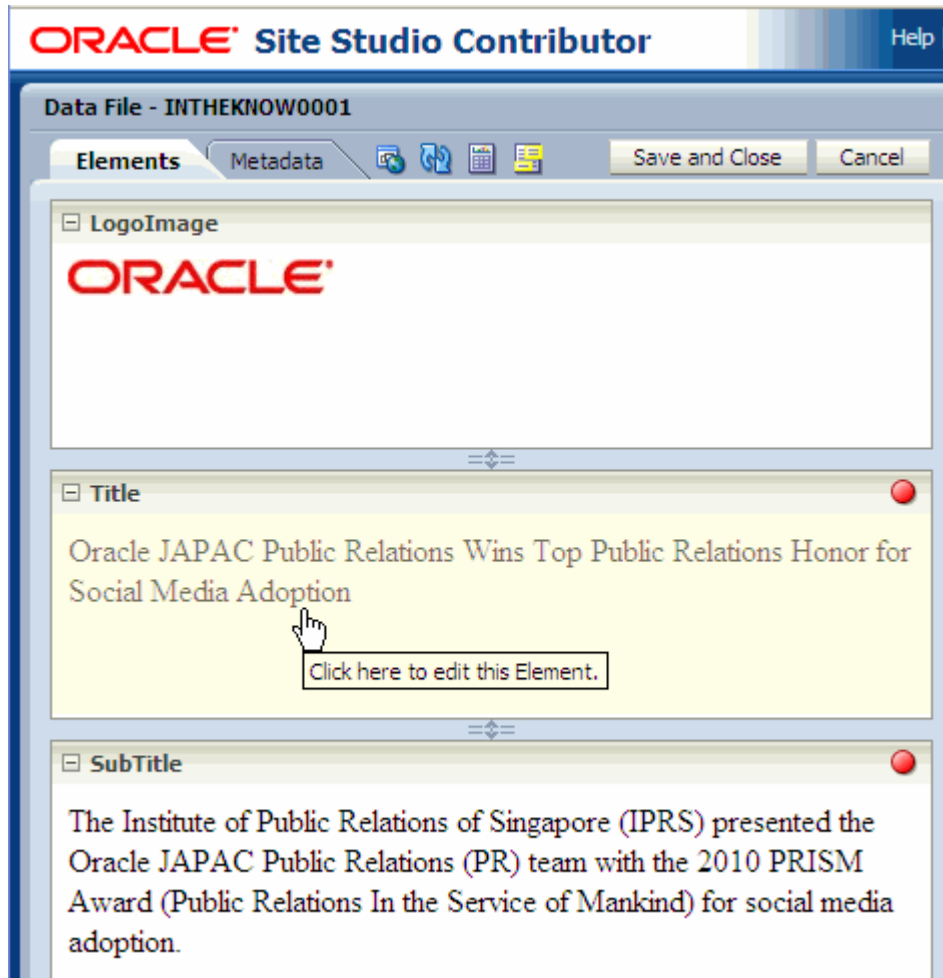 ORACLE Site Studio Contributor Help
Data File - INTHEKNOW0001
Elements Metadata Save and Close Cancel
LogoImage
ORACLE
Title
Oracle JAPAC Public Relations Wins Top Public Relations Honor for
Social Media Adoption
Click here to edit this Element.
SubTitle
The Institute of Public Relations of Singapore (IPRS) presented the
Oracle JAPAC Public Relations (PR) team with the 2010 PRISM
Award (Public Relations In the Service of Mankind) for social media
adoption.